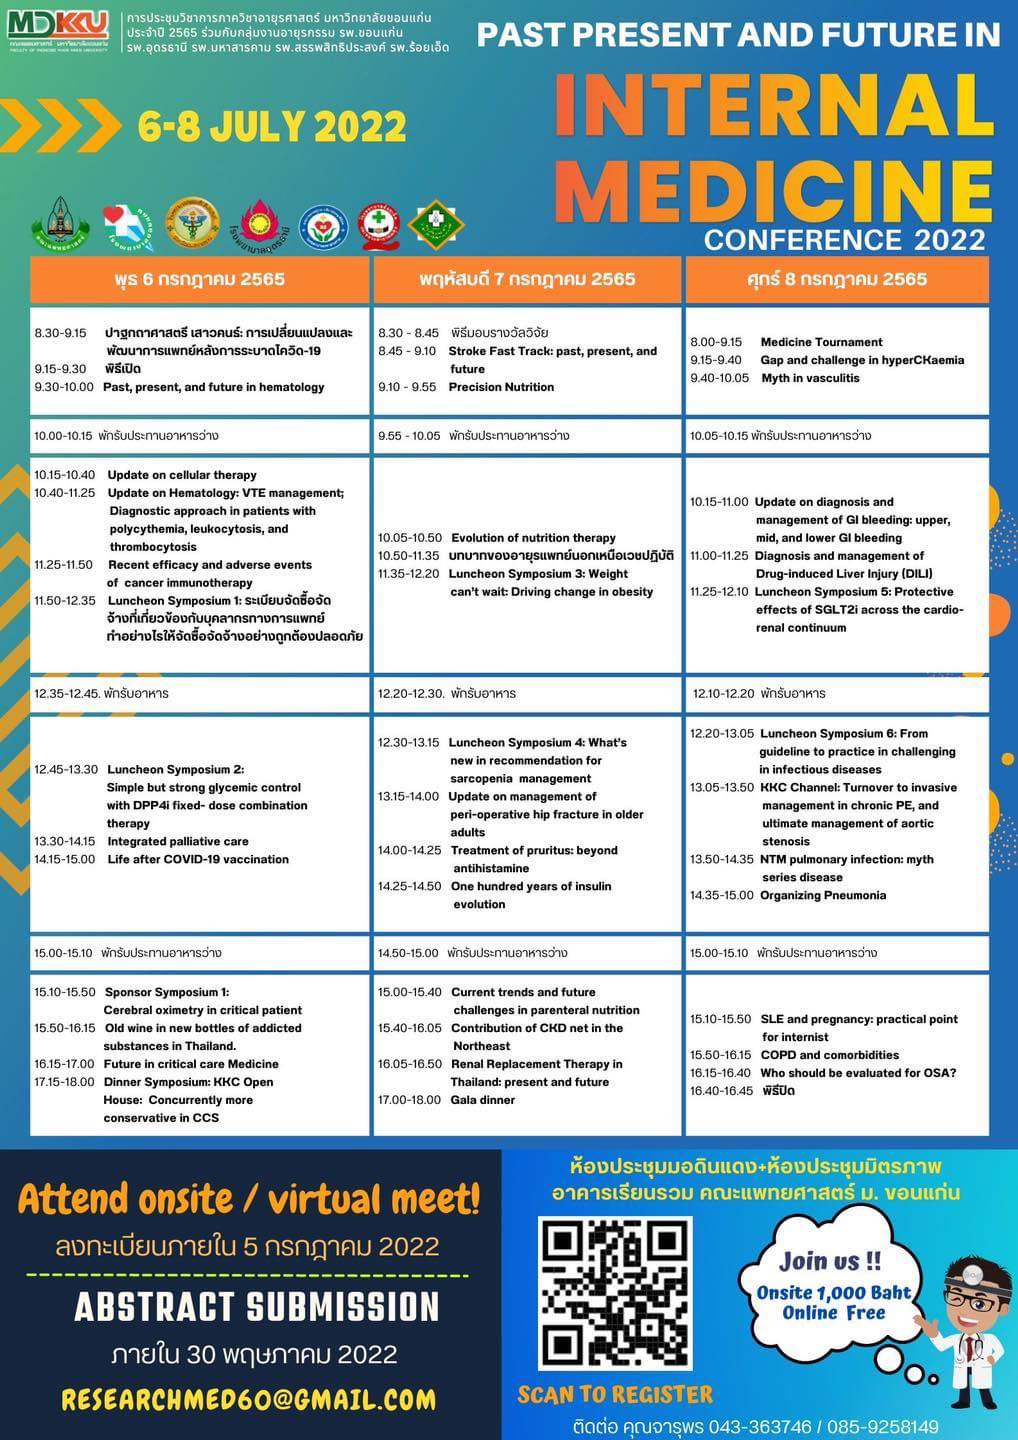 MDKKU
คณะแพทยศาสตร์ มหาวิทยาลัยขอนแก่น
FACULTY OF MEDICINE KHON KAEN UNIVERSITY
การประชุมวิชาการภาควิชาอายุรศาสตร์ มหาวิทยาลัยขอนแก่น
ประจำปี 2565 ร่วมกับกลุ่มงานอายุรกรรม รพ.ขอนแก่น
รพ.อุดรธานี รพ.มหาสารคาม รพ.สรรพสิทธิประสงค์ รพ.ร้อยเอ็ด
PAST PRESENT AND FUTURE IN
INTERNAL
MEDICINE
CONFERENCE 2022
6-8 JULY 2022
พุธ 6 กรกฎาคม 2565
8.30-9.15 ปาฐกถาศาสตรี เสาวคนธ์: การเปลี่ยนแปลงและ
พัฒนาการแพทย์หลังการระบาดโควิด-19
9.15-9.30 พิธีเปิด
9.30-10.00 Past, present, and future in hematology
10.00-10.15 พักรับประทานอาหารว่าง
10.15-10.40 Update on cellular therapy
10.40-11.25 Update on Hematology: VTE management;
Diagnostic approach in patients with
polycythemia, leukocytosis, and
thrombocytosis
11.25-11.50 Recent efficacy and adverse events
of cancer immunotherapy
11.50-12.35 Luncheon Symposium 1: ระเบียบจัดซื้อจัด
จ้างที่เกี่ยวข้องกับบุคลากรทางการแพทย์
ทำอย่างไรให้จัดซื้อจัดจ้างอย่างถูกต้องปลอดภัย
12.35-12.45. พักรับอาหาร
12.45-13.30 Luncheon Symposium 2:
Simple but strong glycemic control
with DPP4i fixed- dose combination
therapy
13.30-14.15 Integrated palliative care
14.15-15.00 Life after COVID-19 vaccination
15.00-15.10 พักรับประทานอาหารว่าง
15.10-15.50 Sponsor Symposium 1:
Cerebral oximetry in critical patient
15.50-16.15 Old wine in new bottles of addicted
substances in Thailand.
16.15-17.00 Future in critical care Medicine
17.15-18.00 Dinner Symposium: KKC Open
House: Concurrently more
conservative in CCS
พฤหัสบดี 7 กรกฎาคม 2565
8.30 - 8.45 พิธีมอบรางวัลวิจัย
8.45 - 9.10 Stroke Fast Track: past, present, and
future
9.10 - 9.55 Precision Nutrition
9.55 - 10.05 พักรับประทานอาหารว่าง
10.05-10.50 Evolution of nutrition therapy
10.50-11.35 บทบาทของอายุรแพทย์นอกเหนือเวชปฏิบัติ
11.35-12.20 Luncheon Symposium 3: Weight
can't wait: Driving change in obesity
12.20-12.30. พักรับอาหาร
12.30-13.15 Luncheon Symposium 4: What's
new in recommendation for
sarcopenia management
13.15-14.00 Update on management of
peri-operative hip fracture in older
adults
14.00-14.25 Treatment of pruritus: beyond
antihistamine
14.25-14.50 One hundred years of insulin
evolution
14.50-15.00 พักรับประทานอาหารว่าง
15.00-15.40 Current trends and future
challenges in parenteral nutrition
15.40-16.05 Contribution of CKD net in the
Northeast
16.05-16.50 Renal Replacement Therapy in
Thailand: present and future
17.00-18.00 Gala dinner
ศุกร์ 8 กรกฎาคม 2565
8.00-9.15 Medicine Tournament
9.15-9.40 Gap and challenge in hyperCKaemia
9.40-10.05 Myth in vasculitis
10.05-10.15 พักรับประทานอาหารว่าง
10.15-11.00 Update on diagnosis and
management of GI bleeding: upper,
mid, and lower GI bleeding
11.00-11.25 Diagnosis and management of
Drug-induced Liver Injury (DILI)
11.25-12.10 Luncheon Symposium 5: Protective
effects of SGLT2i across the cardio-
renal continuum
12.10-12.20 พักรับอาหาร
12.20-13.05 Luncheon Symposium 6: From
guideline to practice in challenging
in infectious diseases
13.05-13.50 KKC Channel: Turnover to invasive
management in chronic PE, and
ultimate management of aortic
stenosis
13.50-14.35 NTM pulmonary infection: myth
series disease
14.35-15.00 Organizing Pneumonia
15.00-15.10 พักรับประทานอาหารว่าง
15.10-15.50 SLE and pregnancy: practical point
for internist
15.50-16.15 COPD and comorbidities
16.15-16.40 Who should be evaluated for OSA?
16.40-16.45 พิธีปิด
Attend onsite / virtual meet!
ลงทะเบียนภายใน 5 กรกฎาคม 2022
ABSTRACT SUBMISSION
ภายใน 30 พฤษภาคม 2022
RESEARCHMED60@GMAIL.COM
ห้องประชุมมอดินแดง+ห้องประชุมมิตรภาพ
อาคารเรียนรวม คณะแพทยศาสตร์ ม. ขอนแก่น
Join us !!
Onsite 1,000 Baht
Online Free
SCAN TO REGISTER
ติดต่อ คุณจารุพร 043-363746 / 085-9258149